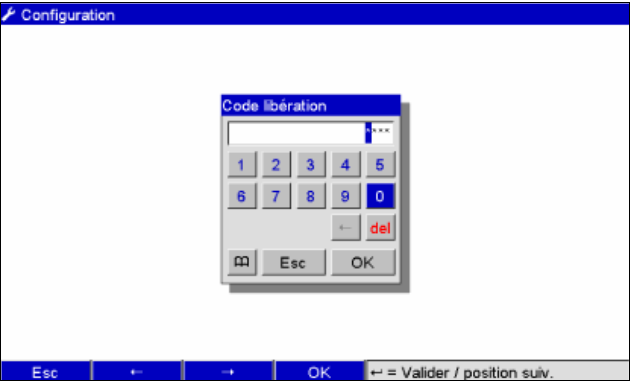 Configuration
Code libération
****
1 2 3 4 5
6 7 8 9 0
← del
Esc OK
Esc ← → OK ↵ = Valider / position suiv.